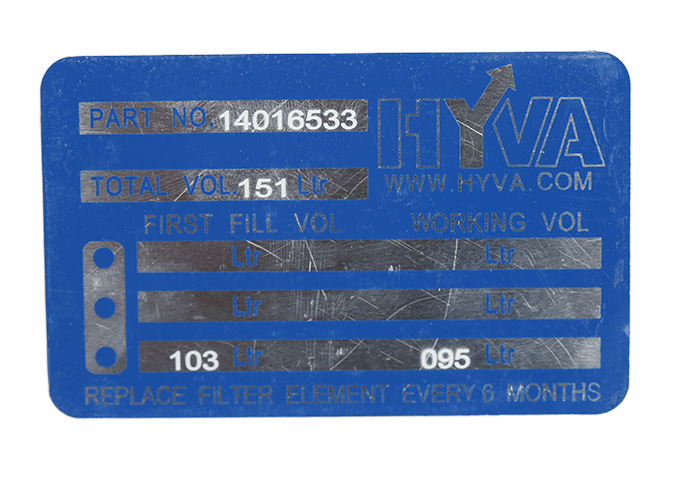 PART NO. 14016533
HYVA
TOTAL VOL. 151 Ltr
WWW.HYVA.COM
FIRST FILL VOL WORKING VOL
Ltr Ltr
Ltr Ltr
103 Ltr 095 Ltr
REPLACE FILTER ELEMENT EVERY 6 MONTHS